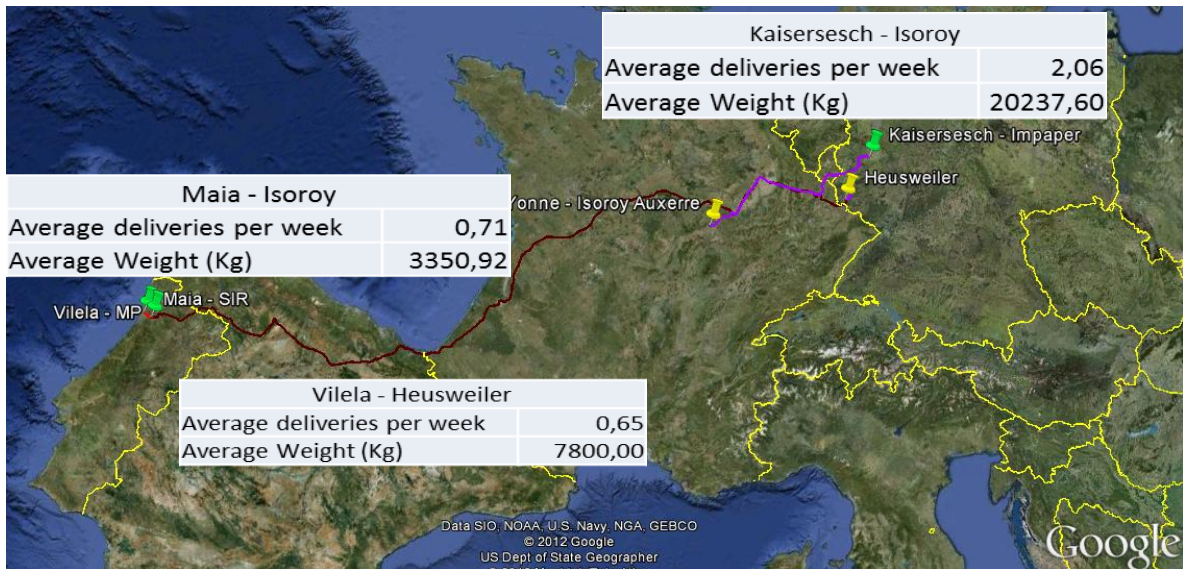 Kaisersesch - Isoroy
Average deliveries per week 2,06
Average Weight (Kg) 20237,60
Kaisersesch - Impaper
Heusweiler
Yonne - Isoroy Auxerre
Maia - Isoroy
Average deliveries per week 0,71
Average Weight (Kg) 3350,92
Maia - SIR
Vilela - MP
Vilela - Heusweiler
Average deliveries per week 0,65
Average Weight (Kg) 7800,00
Data SIO, NOAA, U.S. Navy, NGA, GEBCO
© 2012 Google
US Dept of State Geographer
Google